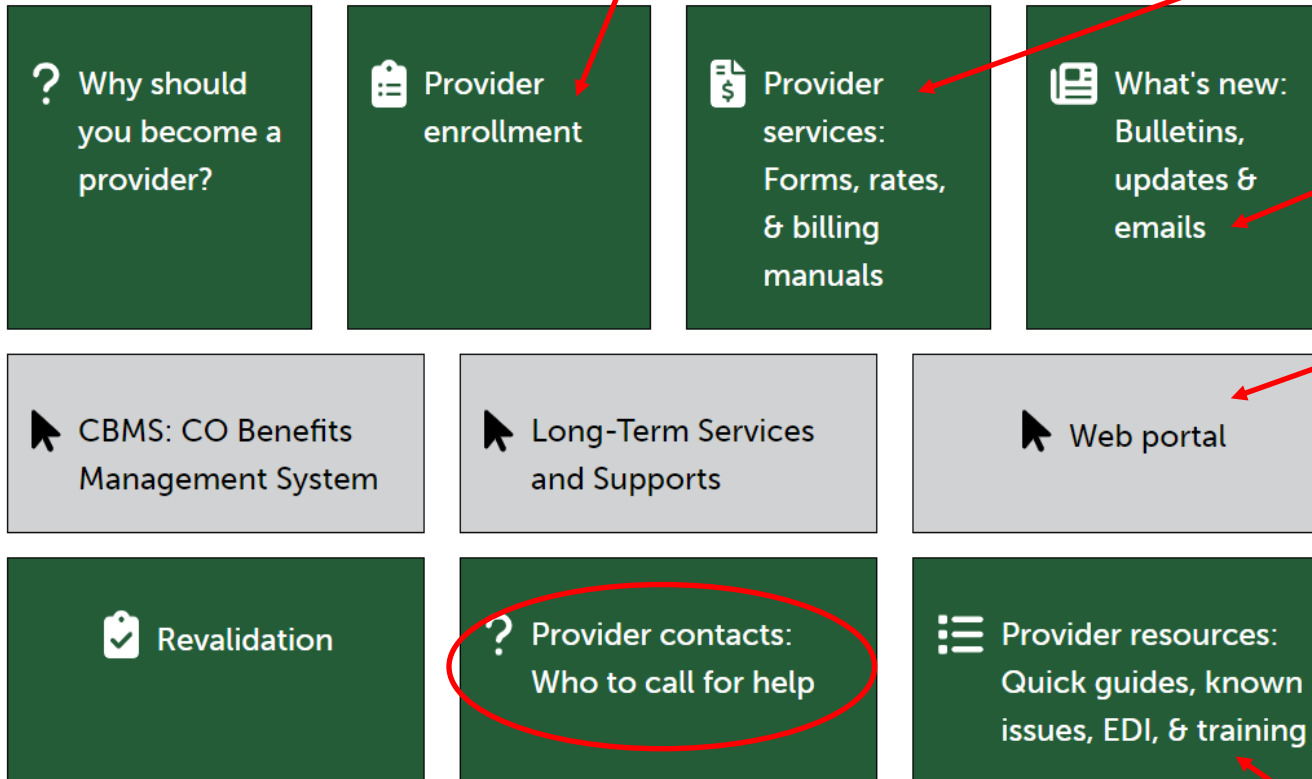 Why should
you become a
provider?
Provider
enrollment
Provider
services:
Forms, rates,
& billing
manuals
What's new:
Bulletins,
updates &
emails
CBMS: CO Benefits
Management System
Long-Term Services
and Supports
Web portal
Revalidation
Provider contacts:
Who to call for help
Provider resources:
Quick guides, known
issues, EDI, & training